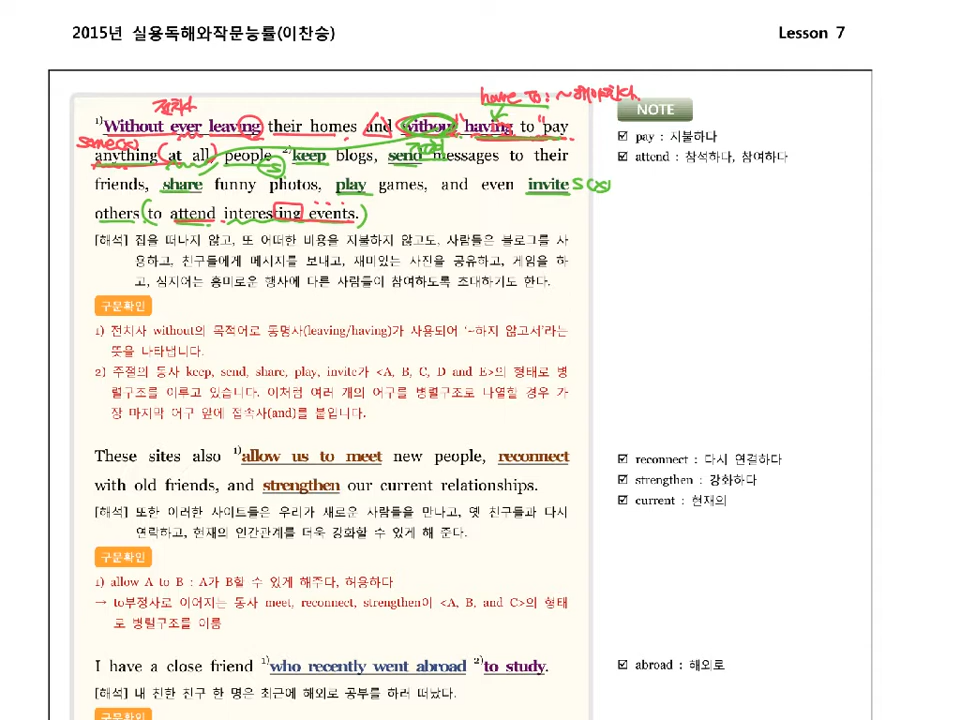 2015년 실용독해와작문능률(이찬승)
Lesson 7
전치사
have to : ~해야한다
NOTE
1)Without ever leaving their homes and without having to pay
some(x)
anything (at all) people 2)keep blogs, send messages to their
friends, share funny photos, play games, and even invite s(x)
others (to attend interesting events.)
pay : 지불하다
attend : 참석하다, 참여하다
[해석] 집을 떠나지 않고, 또 어떠한 비용을 지불하지 않고도, 사람들은 블로그를 사
용하고, 친구들에게 메시지를 보내고, 재미있는 사진을 공유하고, 게임을 하
고, 심지어는 흥미로운 행사에 다른 사람들이 참여하도록 초대하기도 한다.
구문확인
1) 전치사 without의 목적어로 동명사(leaving/having)가 사용되어 '~하지 않고서'라는
뜻을 나타냅니다.
2) 주절의 동사 keep, send, share, play, invite가 <A, B, C, D and E>의 형태로 병
렬구조를 이루고 있습니다. 이처럼 여러 개의 어구를 병렬구조로 나열할 경우 가
장 마지막 어구 앞에 접속사(and)를 붙입니다.
These sites also 1)allow us to meet new people, reconnect
with old friends, and strengthen our current relationships.
reconnect : 다시 연결하다
strengthen : 강화하다
current : 현재의
[해석] 또한 이러한 사이트들은 우리가 새로운 사람들을 만나고, 옛 친구들과 다시
연락하고, 현재의 인간관계를 더욱 강화할 수 있게 해 준다.
구문확인
1) allow A to B : A가 B할 수 있게 해주다, 허용하다
→ to부정사로 이어지는 동사 meet, reconnect, strengthen이 <A, B, and C>의 형태
로 병렬구조를 이룸
I have a close friend 1)who recently went abroad 2)to study.
abroad : 해외로
[해석] 내 친한 친구 한 명은 최근에 해외로 공부를 하러 떠났다.
구문확인